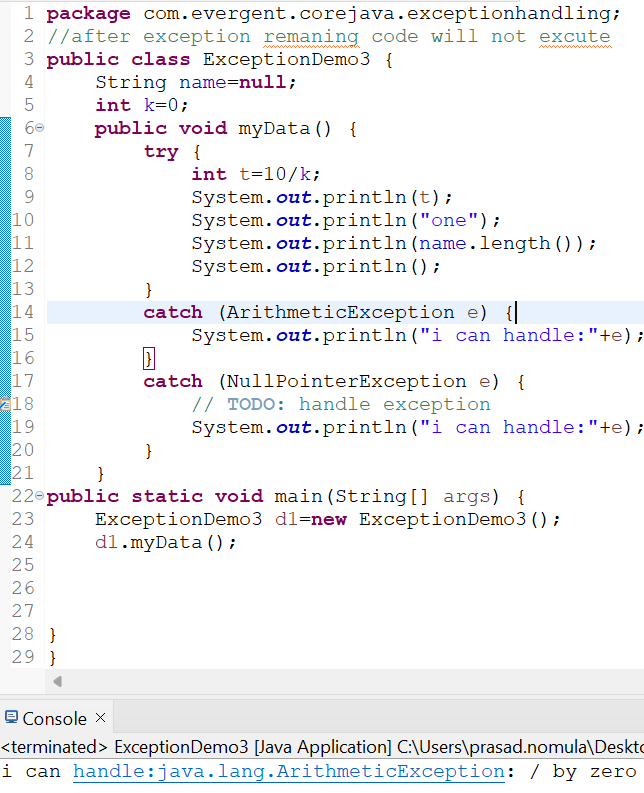 1 package com.evergent.corejava.exceptionhandling;
2 //after exception remaning code will not excute
3 public class ExceptionDemo3 {
4     String name=null;
5     int k=0;
6     public void myData() {
7         try {
8             int t=10/k;
9             System.out.println(t);
10             System.out.println("one");
11             System.out.println(name.length());
12             System.out.println();
13         }
14         catch (ArithmeticException e) {
15             System.out.println("i can handle:"+e);
16         }
17         catch (NullPointerException e) {
18             // TODO: handle exception
19             System.out.println("i can handle:"+e);
20         }
21     }
22 public static void main(String[] args) {
23     ExceptionDemo3 d1=new ExceptionDemo3();
24     d1.myData();
25
26
27
28 }
29 }
Console
<terminated> ExceptionDemo3 [Java Application] C:\Users\prasad.nomula\Deskto
i can handle:java.lang.ArithmeticException: / by zero